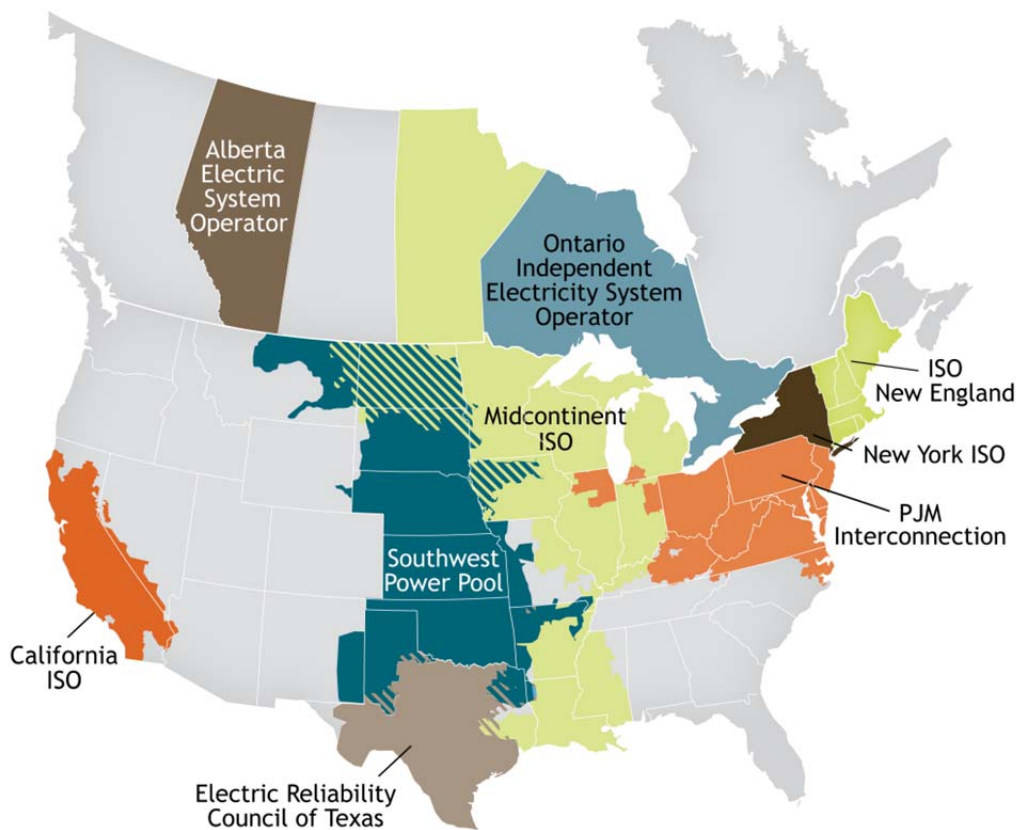 Alberta
Electric
System
Operator
Ontario
Independent
Electricity System
Operator
ISO
New England
Midcontinent
ISO
New York ISO
PJM
Interconnection
Southwest
Power Pool
California
ISO
Electric Reliability
Council of Texas